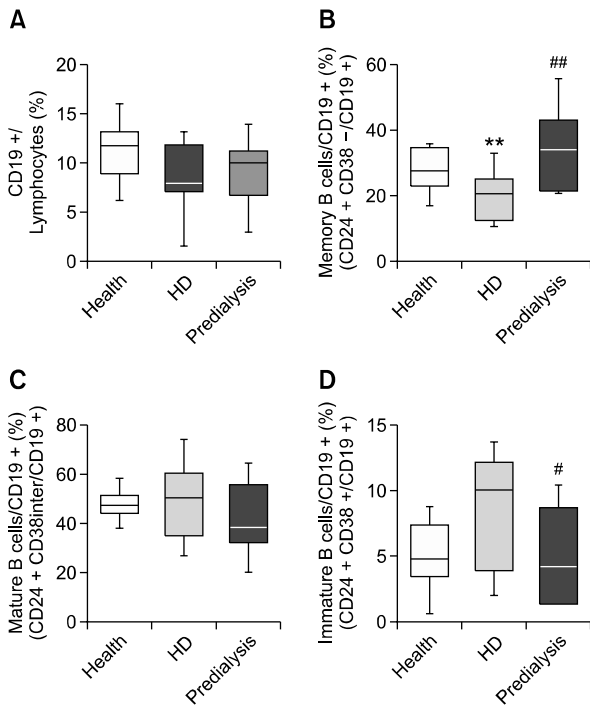 A
CD19 +/
Lymphocytes (%)
20
15
10
5
0
Health
HD
Predialysis
B
Memory B cells/CD19 + (%)
(CD24 + CD38 −/CD19 +)
60
40
20
0
**
##
Health
HD
Predialysis
C
Mature B cells/CD19 + (%)
(CD24 + CD38inter/CD19 +)
80
60
40
20
0
Health
HD
Predialysis
D
Immature B cells/CD19 + (%)
(CD24 + CD38 +/CD19 +)
15
10
5
0
#
Health
HD
Predialysis